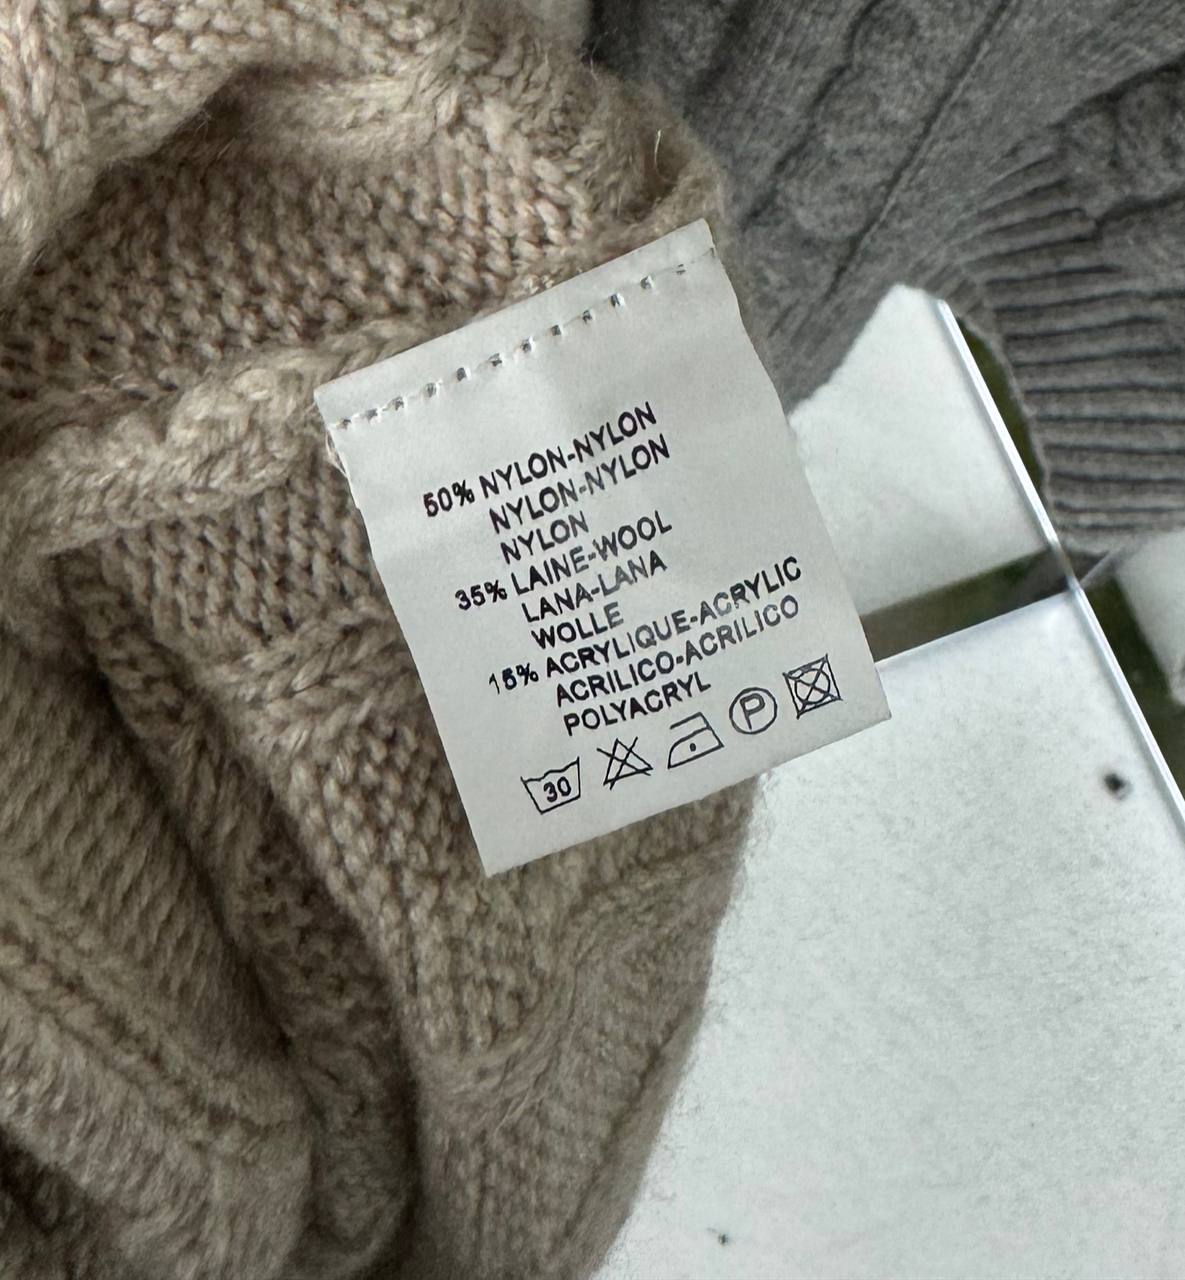 50% NYLON-NYLON
NYLON-NYLON
NYLON
35% LAINE-WOOL
LANA-LANA
WOLLE
15% ACRYLIQUE-ACRYLIC
ACRILICO-ACRILICO
POLYACRYL
30 P